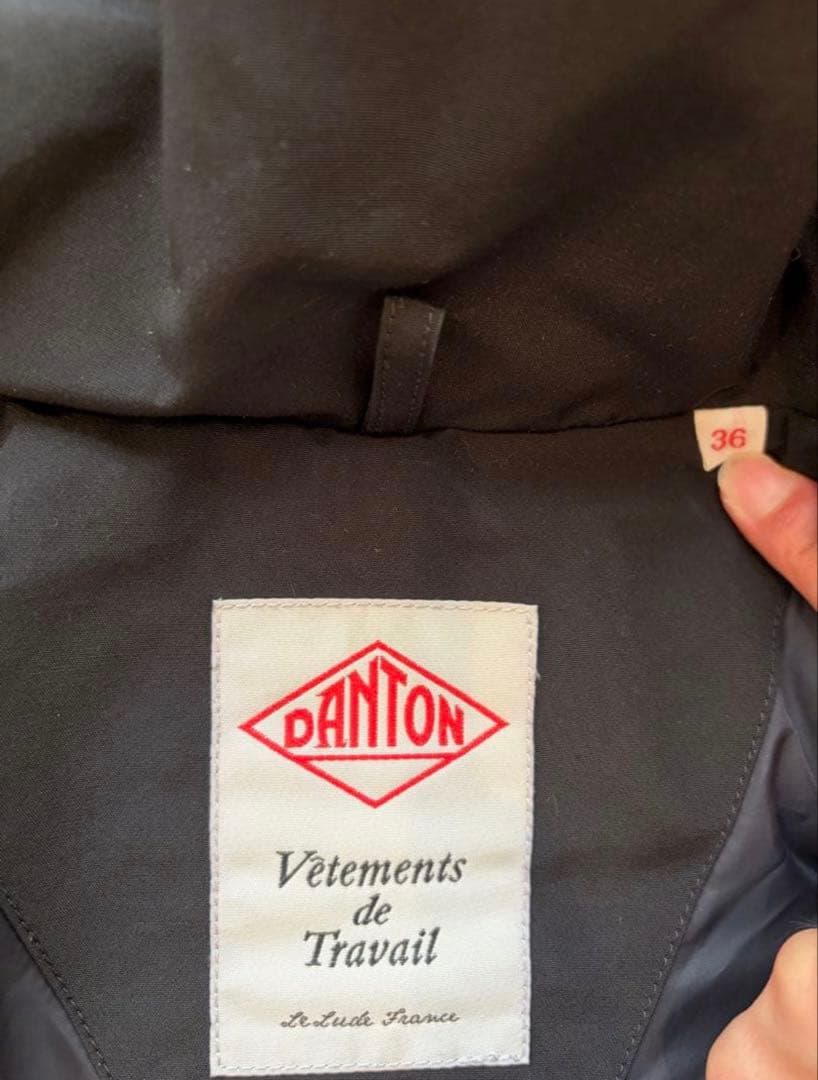 36
DANTON
Vêtements
de
Travail
Le Lude France